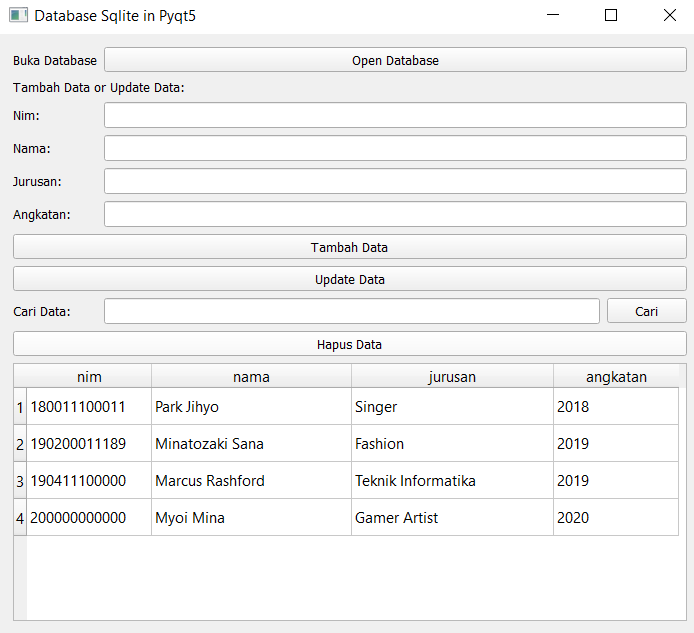 Database Sqlite in Pyqt5
Buka Database Open Database
Tambah Data or Update Data:
Nim:
Nama:
Jurusan:
Angkatan:
Tambah Data
Update Data
Cari Data: Cari
Hapus Data
nim nama jurusan angkatan
1 180011100011 Park Jihyo Singer 2018
2 190200011189 Minatozaki Sana Fashion 2019
3 190411100000 Marcus Rashford Teknik Informatika 2019
4 200000000000 Myoi Mina Gamer Artist 2020